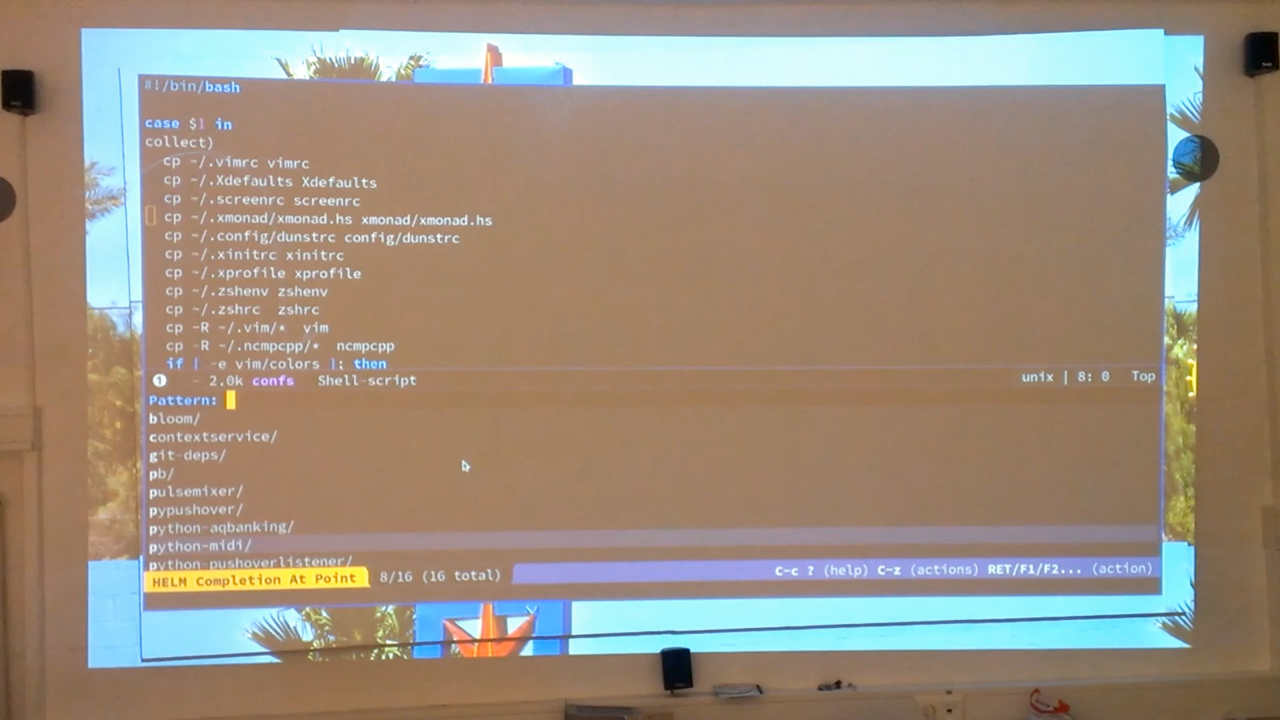 #!/bin/bash
case $1 in
collect)
cp ~/.vimrc vimrc
cp ~/.Xdefaults Xdefaults
cp ~/.screenrc screenrc
cp ~/.xmonad/xmonad.hs xmonad/xmonad.hs
cp ~/.config/dunstrc config/dunstrc
cp ~/.xinitrc xinitrc
cp ~/.xprofile xprofile
cp ~/.zshenv zshenv
cp ~/.zshrc  zshrc
cp -R ~/.vim/*  vim
cp -R ~/.ncmpcpp/*  ncmpcpp
if [ -e vim/colors ]; then
❶ - 2.0k confs Shell-script unix | 8: 0 Top
Pattern:
bloom/
contextservice/
git-deps/
pb/
pulsemixer/
pypushover/
python-aqbanking/
python-midi/
python-pushoverlistener/
HELM Completion At Point 8/16 (16 total) C-c ? (help) C-z (actions) RET/F1/F2... (action)